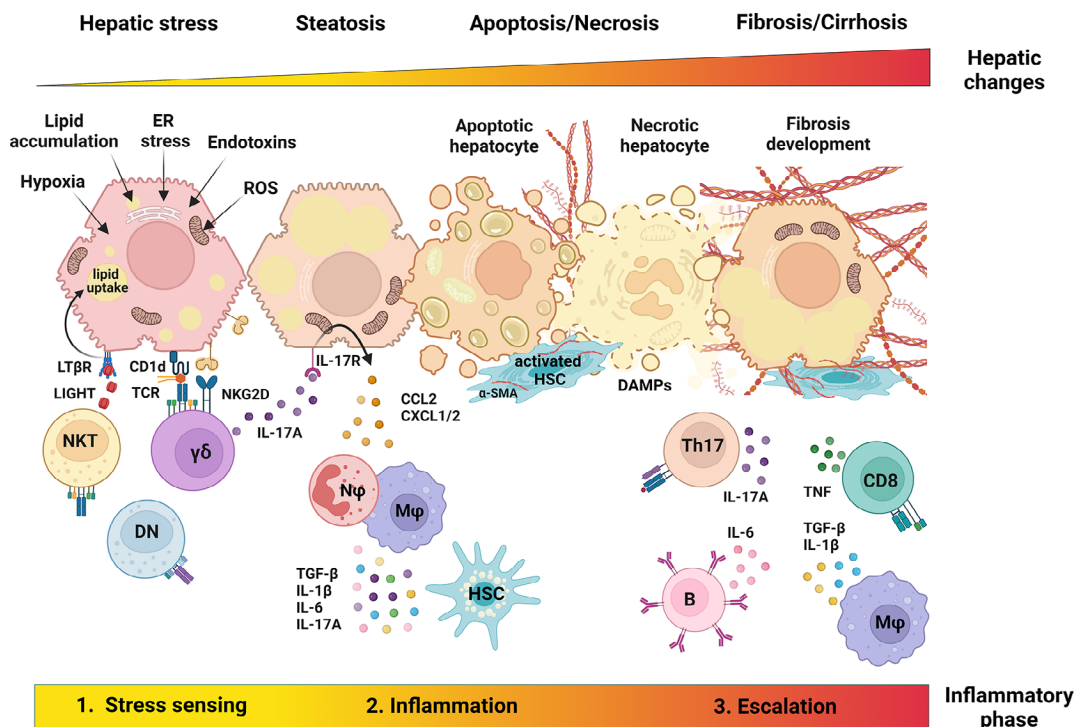 Hepatic stress
Steatosis
Apoptosis/Necrosis
Fibrosis/Cirrhosis
Hepatic
changes
Lipid
accumulation
ER
stress
Endotoxins
Hypoxia
ROS
Apoptotic
hepatocyte
Necrotic
hepatocyte
Fibrosis
development
lipid
uptake
LTβR
CD1d
LIGHT
TCR
NKG2D
IL-17R
IL-17A
CCL2
CXCL1/2
activated
HSC
α-SMA
DAMPs
NKT
γδ
DN
Nφ
Mφ
TGF-β
IL-1β
IL-6
IL-17A
HSC
Th17
IL-17A
TNF
CD8
IL-6
B
TGF-β
IL-1β
Mφ
1. Stress sensing
2. Inflammation
3. Escalation
Inflammatory
phase